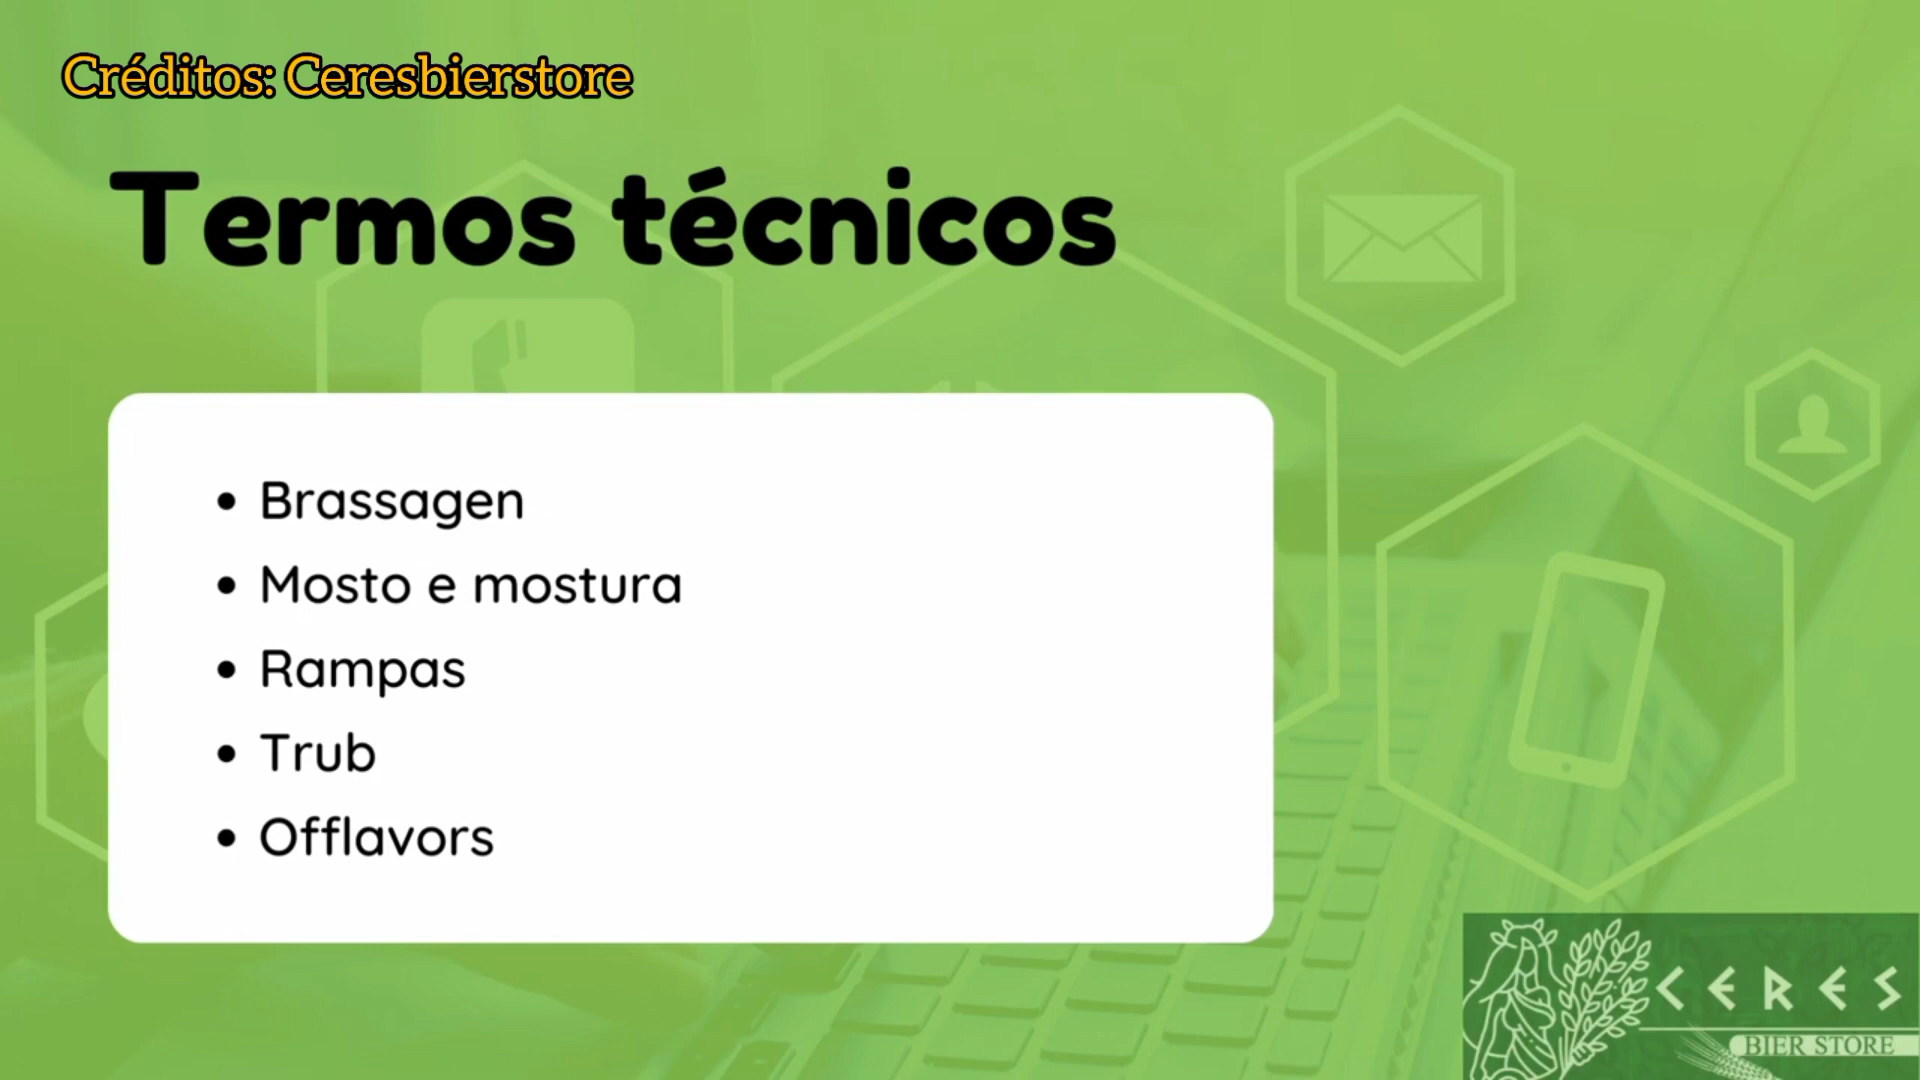 Créditos: Ceresbierstore
Termos técnicos
• Brassagen
• Mosto e mostura
• Rampas
• Trub
• Offlavors
CERES
BIER STORE